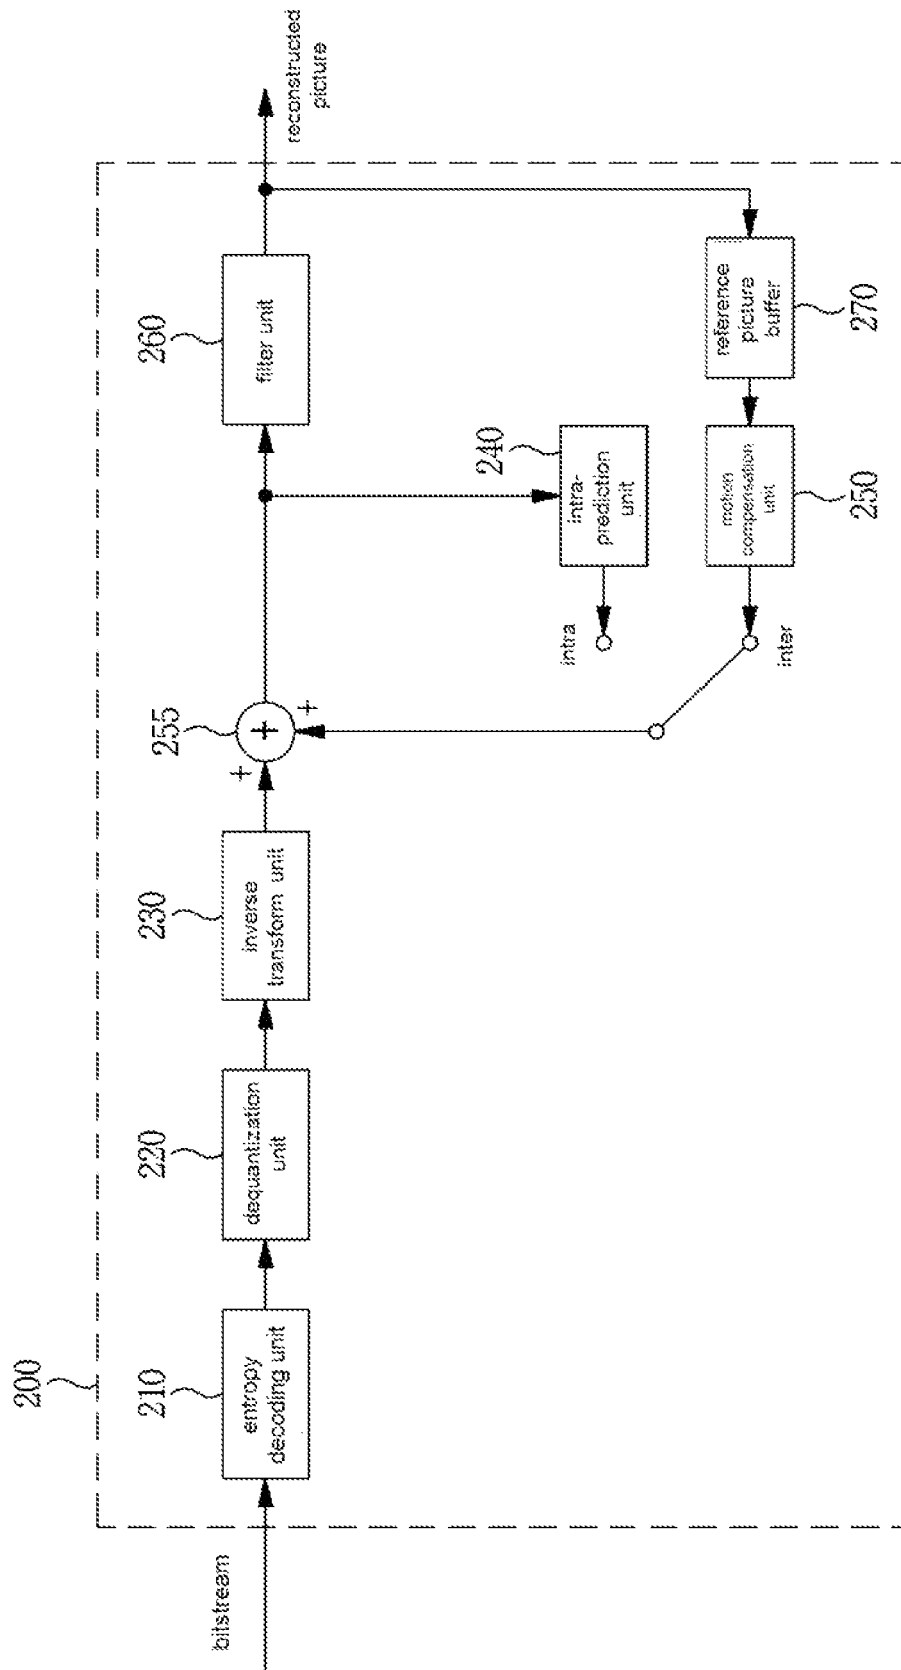 200
bitstream
210
entropy
decoding unit
220
dequantization
unit
230
inverse
transform unit
255
+
+
+
260
filter unit
reconstructed
picture
240
intra-
prediction
unit
intra
inter
motion
compensation
unit
250
reference
picture
buffer
270